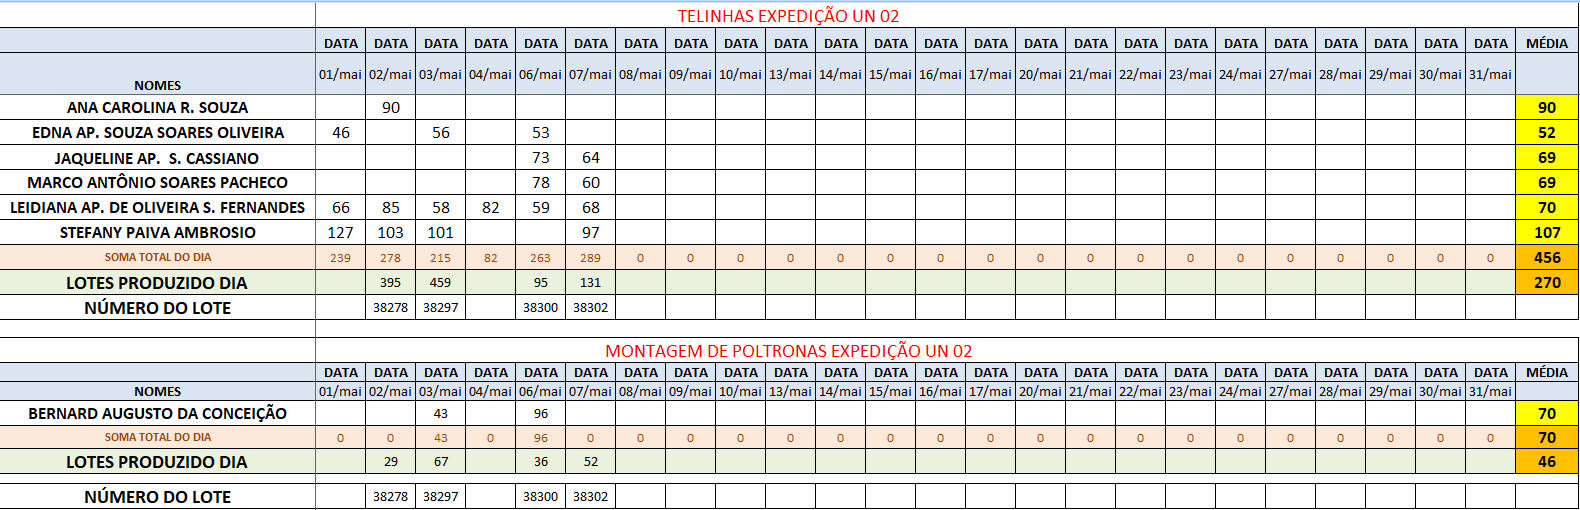 TELINHAS EXPEDIÇÃO UN 02
DATA DATA DATA DATA DATA DATA DATA DATA DATA DATA DATA DATA DATA DATA DATA DATA DATA DATA DATA DATA DATA DATA DATA DATA MÉDIA
NOMES 01/mai 02/mai 03/mai 04/mai 06/mai 07/mai 08/mai 09/mai 10/mai 13/mai 14/mai 15/mai 16/mai 17/mai 20/mai 21/mai 22/mai 23/mai 24/mai 27/mai 28/mai 29/mai 30/mai 31/mai
ANA CAROLINA R. SOUZA 90 90
EDNA AP. SOUZA SOARES OLIVEIRA 46 56 53 52
JAQUELINE AP. S. CASSIANO 73 64 69
MARCO ANTÔNIO SOARES PACHECO 78 60 69
LEIDIANA AP. DE OLIVEIRA S. FERNANDES 66 85 58 82 59 68 70
STEFANY PAIVA AMBROSIO 127 103 101 97 107
SOMA TOTAL DO DIA 239 278 215 82 263 289 0 0 0 0 0 0 0 0 0 0 0 0 0 0 0 0 0 0 456
LOTES PRODUZIDO DIA 395 459 95 131 270
NÚMERO DO LOTE 38278 38297 38300 38302
MONTAGEM DE POLTRONAS EXPEDIÇÃO UN 02
DATA DATA DATA DATA DATA DATA DATA DATA DATA DATA DATA DATA DATA DATA DATA DATA DATA DATA DATA DATA DATA DATA DATA DATA MÉDIA
NOMES 01/mai 02/mai 03/mai 04/mai 06/mai 07/mai 08/mai 09/mai 10/mai 13/mai 14/mai 15/mai 16/mai 17/mai 20/mai 21/mai 22/mai 23/mai 24/mai 27/mai 28/mai 29/mai 30/mai 31/mai
BERNARD AUGUSTO DA CONCEIÇÃO 43 96 70
SOMA TOTAL DO DIA 0 0 43 0 96 0 0 0 0 0 0 0 0 0 0 0 0 0 0 0 0 0 0 0 70
LOTES PRODUZIDO DIA 29 67 36 52 46
NÚMERO DO LOTE 38278 38297 38300 38302